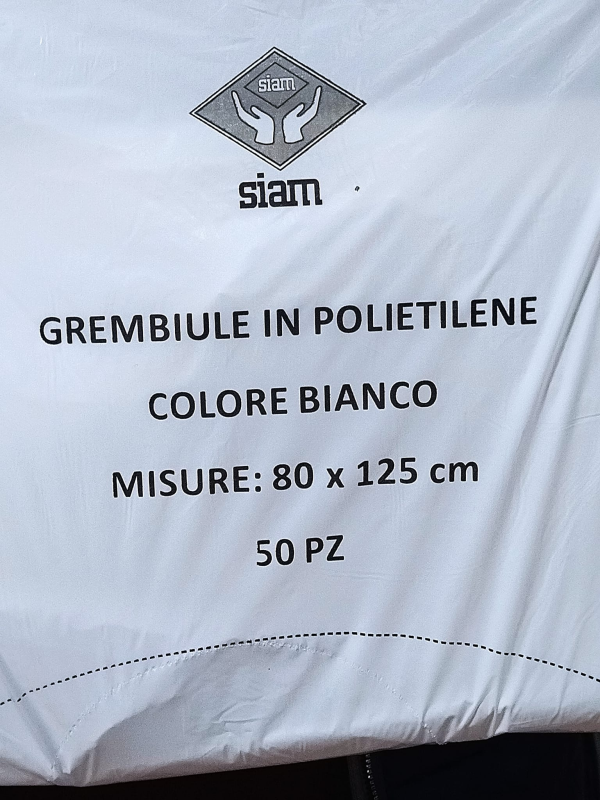 siam
siam
GREMBIULE IN POLIETILENE
COLORE BIANCO
MISURE: 80 x 125 cm
50 PZ